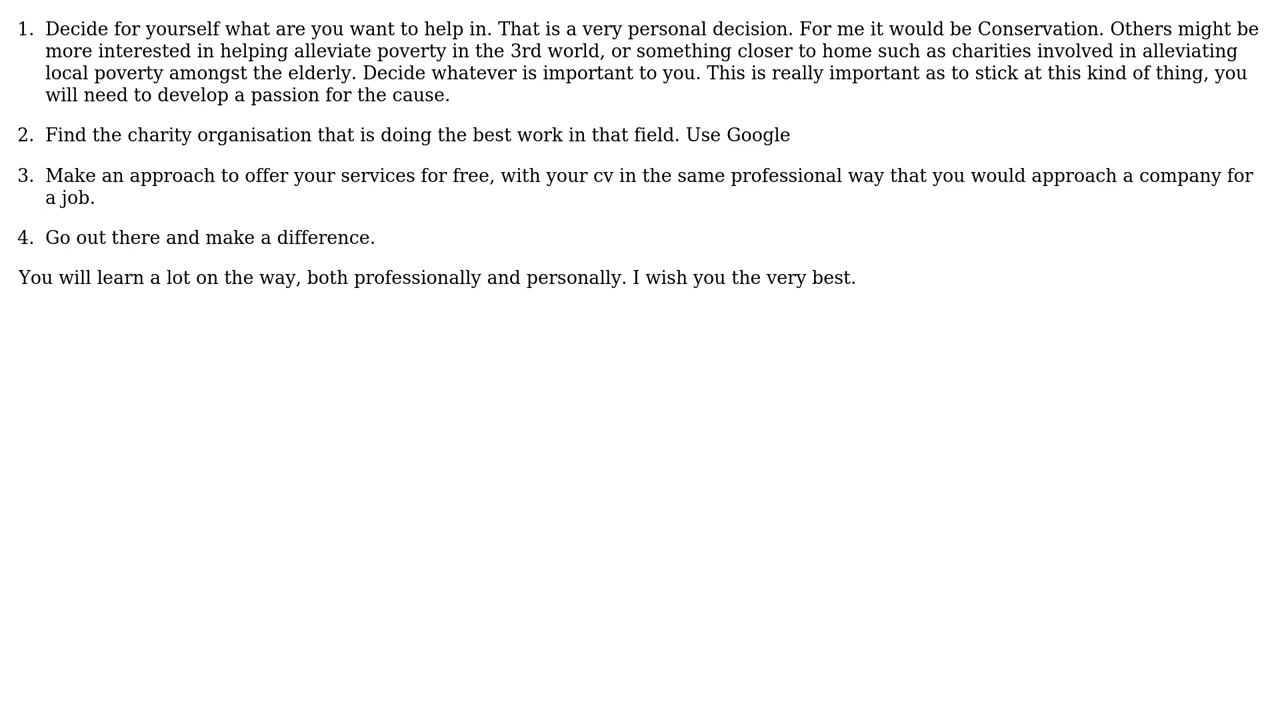 1. Decide for yourself what are you want to help in. That is a very personal decision. For me it would be Conservation. Others might be
more interested in helping alleviate poverty in the 3rd world, or something closer to home such as charities involved in alleviating
local poverty amongst the elderly. Decide whatever is important to you. This is really important as to stick at this kind of thing, you
will need to develop a passion for the cause.
2. Find the charity organisation that is doing the best work in that field. Use Google
3. Make an approach to offer your services for free, with your cv in the same professional way that you would approach a company for
a job.
4. Go out there and make a difference.
You will learn a lot on the way, both professionally and personally. I wish you the very best.